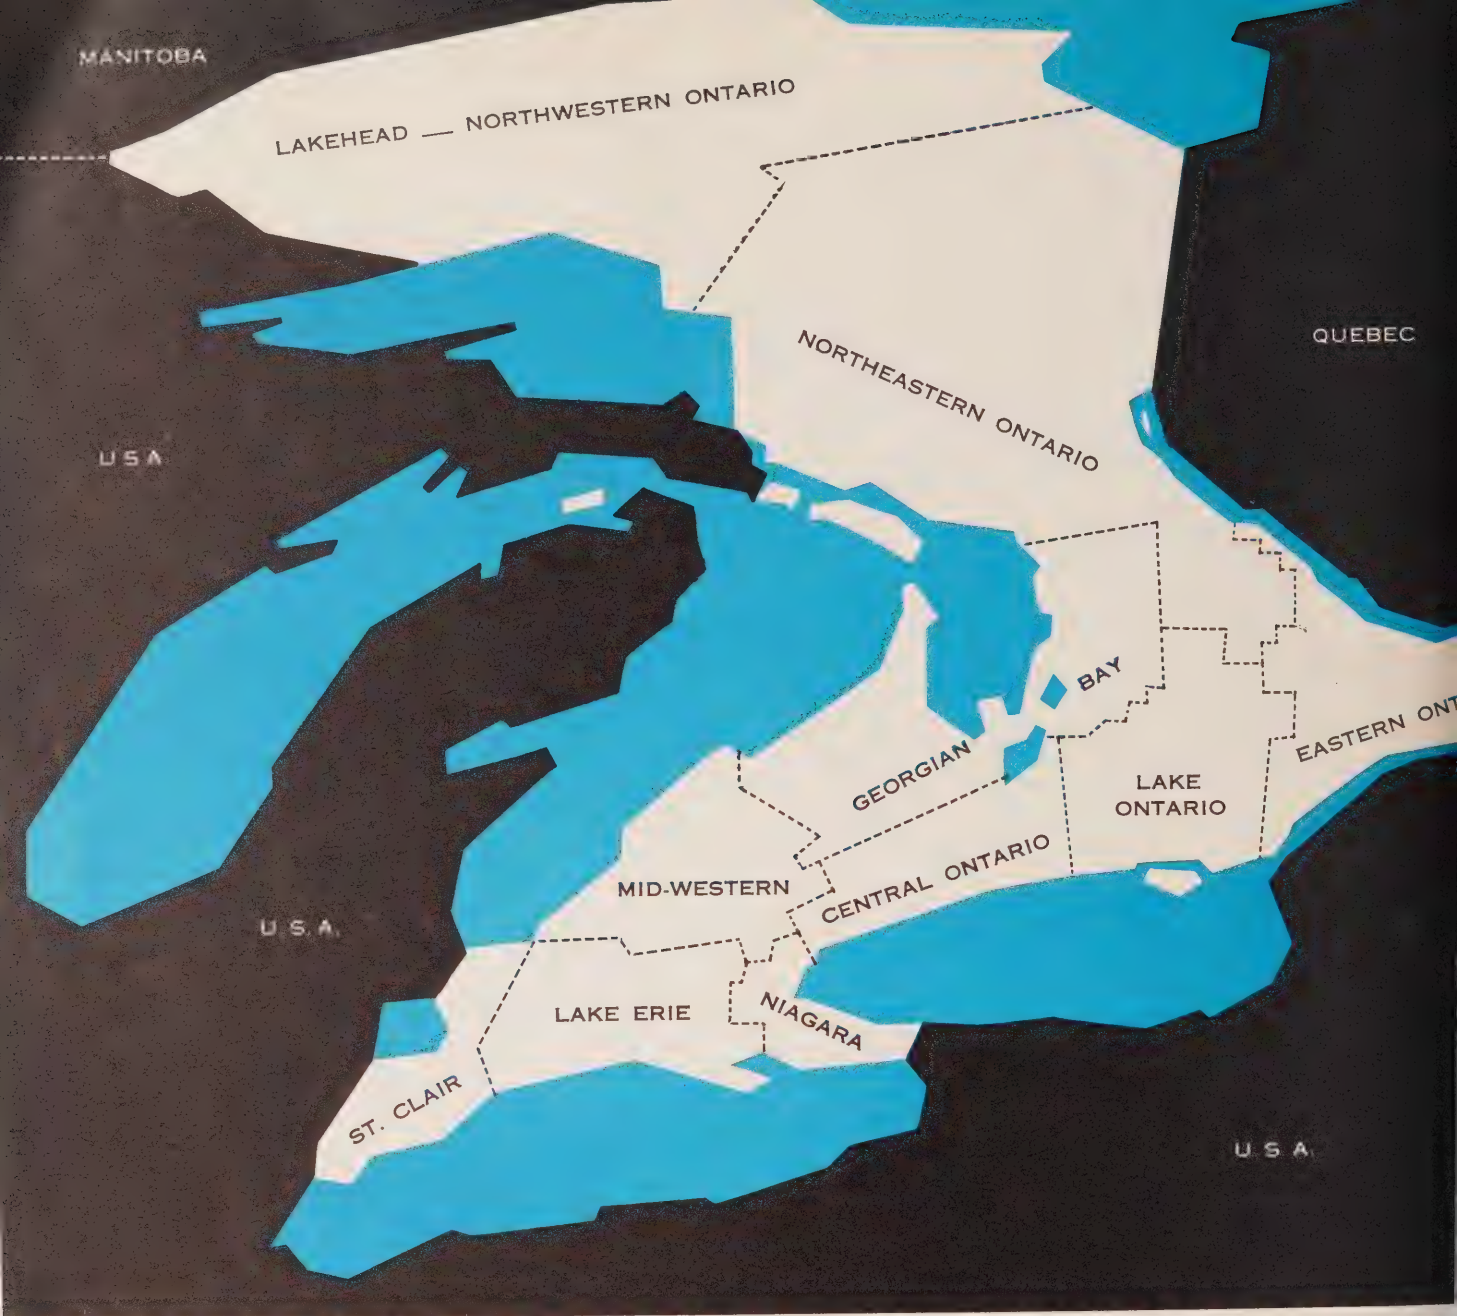 MANITOBA
LAKEHEAD — NORTHWESTERN ONTARIO
QUEBEC
NORTHEASTERN ONTARIO
U S A
BAY
GEORGIAN
EASTERN ONT
LAKE
ONTARIO
MID-WESTERN
CENTRAL ONTARIO
U. S. A.
LAKE ERIE
NIAGARA
ST. CLAIR
U S A.